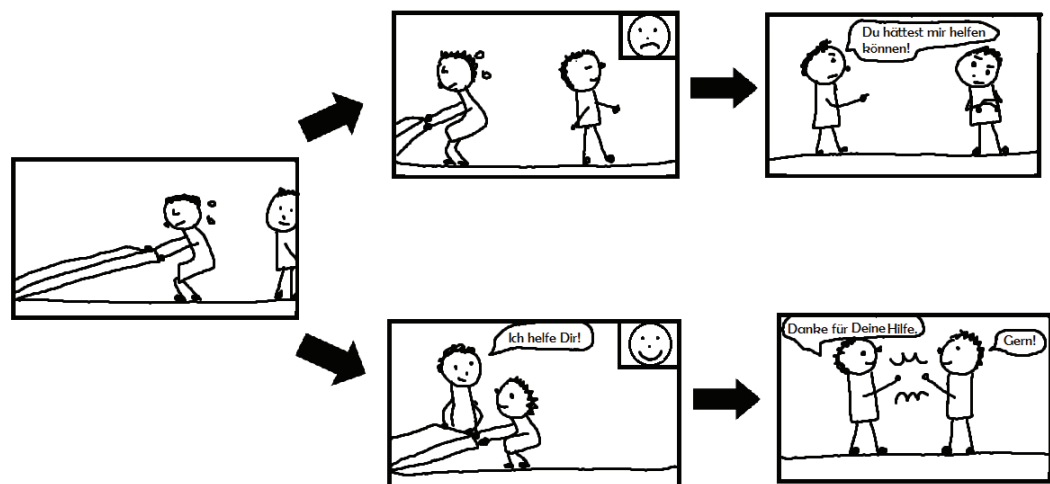 Du hättest mir helfen
können!
Ich helfe Dir!
Danke für Deine Hilfe.
Gern!